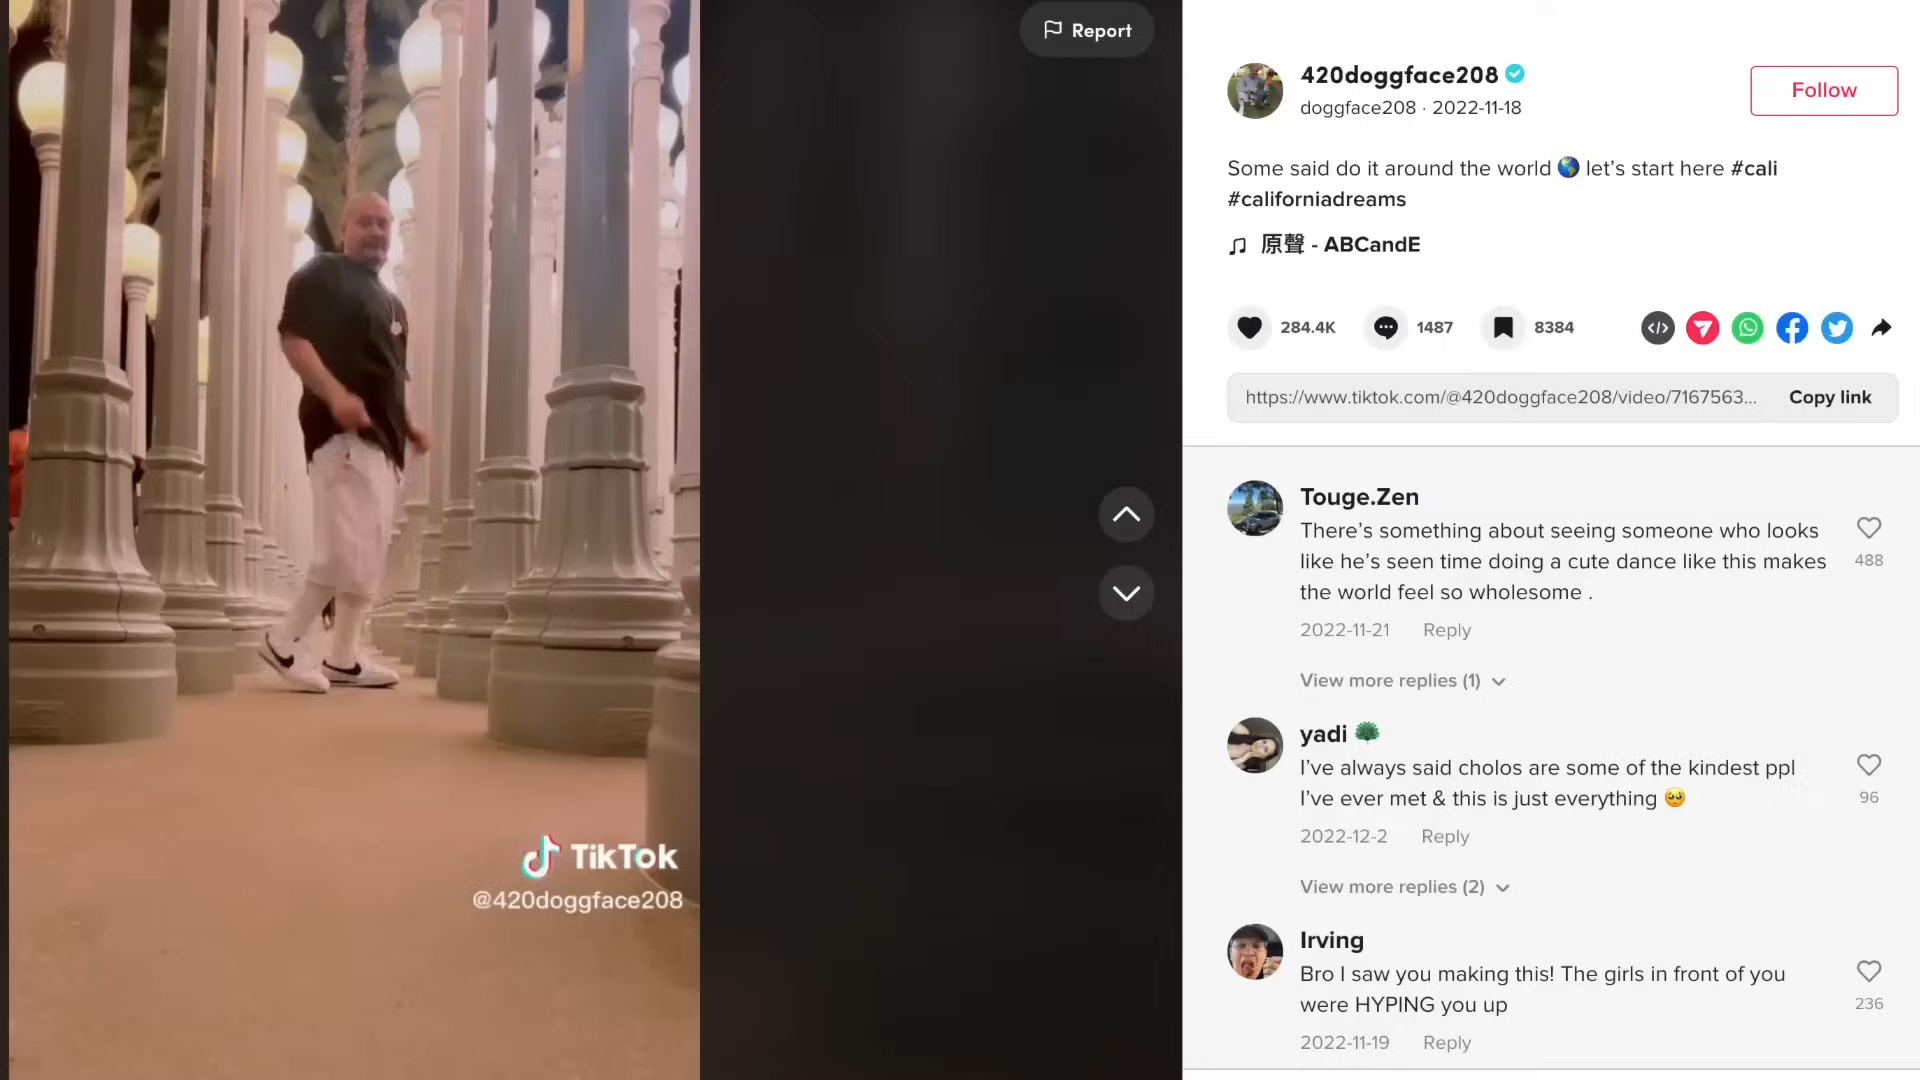 Report
TikTok
@420doggface208
420doggface208
doggface208 · 2022-11-18
Follow
Some said do it around the world 🌎 let's start here #cali
#californiadreams
原聲 - ABCandE
284.4K
1487
8384
https://www.tiktok.com/@420doggface208/video/7167563...
Copy link
Touge.Zen
There's something about seeing someone who looks
like he's seen time doing a cute dance like this makes
the world feel so wholesome .
488
2022-11-21 Reply
View more replies (1)
yadi 🌳
I've always said cholos are some of the kindest ppl
I've ever met & this is just everything 🥺
96
2022-12-2 Reply
View more replies (2)
Irving
Bro I saw you making this! The girls in front of you
were HYPING you up
236
2022-11-19 Reply